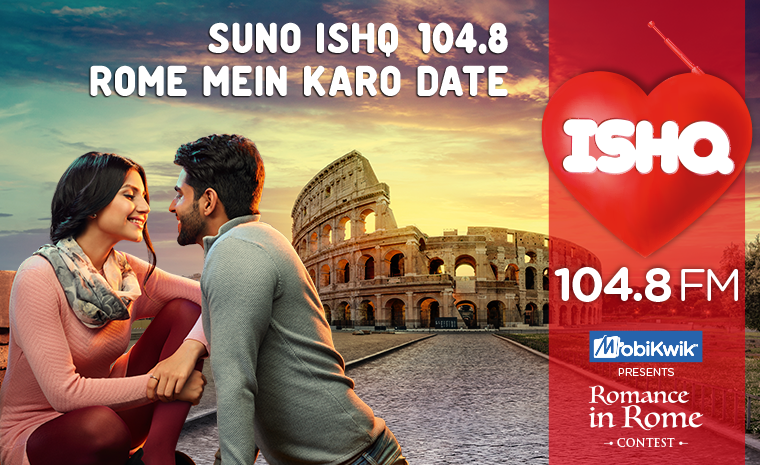 SUNO ISHQ 104.8
ROME MEIN KARO DATE
ISHQ
104.8 FM
MobiKwik
PRESENTS
Romance
in Rome
CONTEST